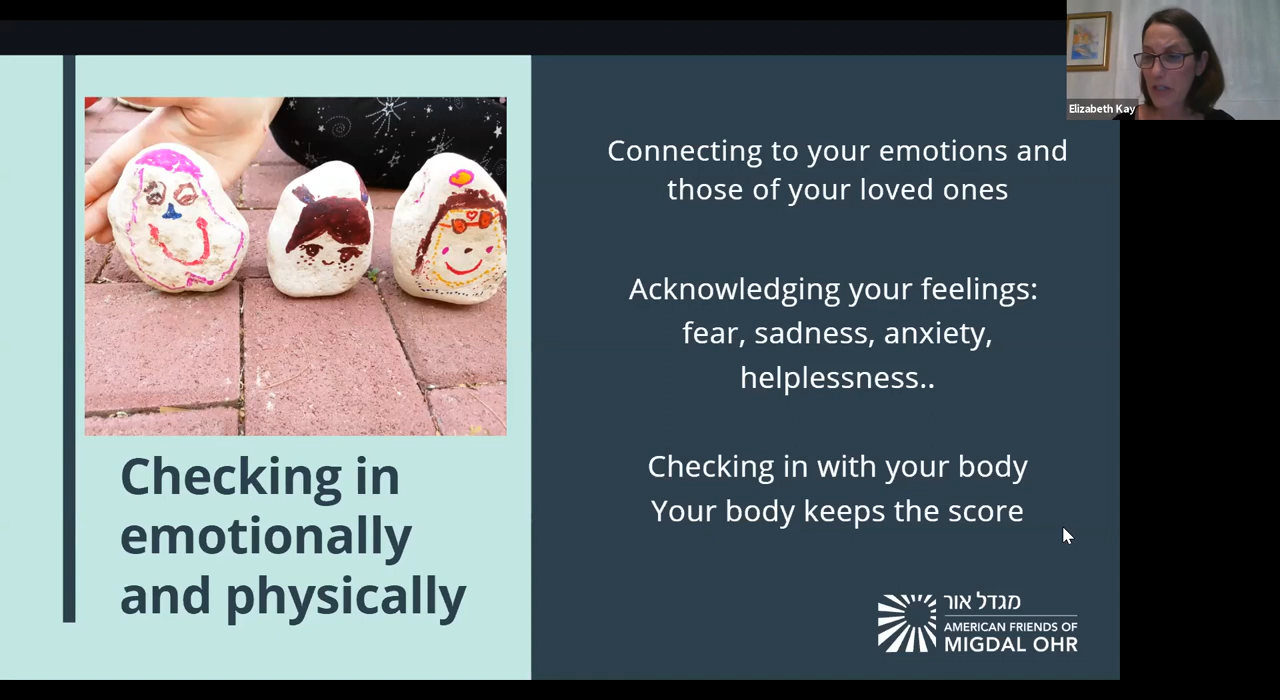 Elizabeth Kay
Connecting to your emotions and
those of your loved ones
Acknowledging your feelings:
fear, sadness, anxiety,
helplessness..
Checking in with your body
Your body keeps the score
Checking in
emotionally
and physically
מגדל אור
AMERICAN FRIENDS OF
MIGDAL OHR